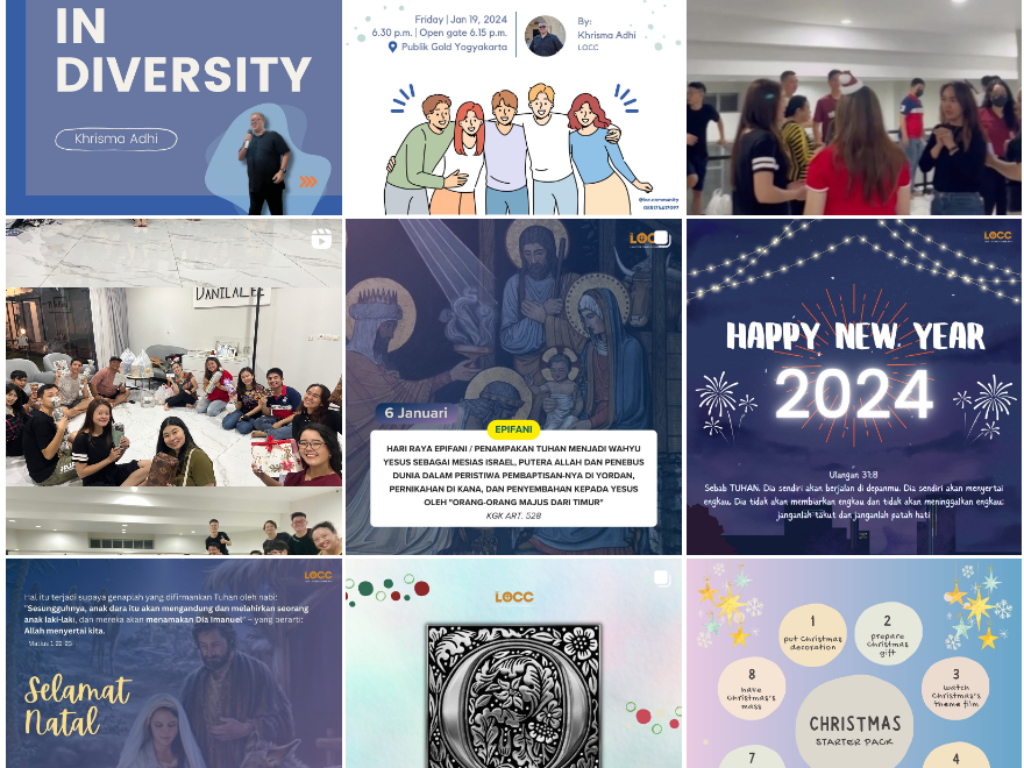 IN
DIVERSITY
Khrisma Adhi
Friday | Jan 19, 2024
6.30 p.m. | Open gate 6.15 p.m.
Publik Gold Yogyakarta
By:
Khrisma Adhi
LOCC
DANILALEE
LOCC
6 Januari
EPIFANI
HARI RAYA EPIFANI / PENAMPAKAN TUHAN MENJADI WAHYU
YESUS SEBAGAI MESIAS ISRAEL, PUTERA ALLAH DAN PENEBUS
DUNIA DALAM PERISTIWA PEMBAPTISAN-NYA DI YORDAN,
PERNIKAHAN DI KANA, DAN PENYEMBAHAN KEPADA YESUS
OLEH "ORANG-ORANG MAJUS DARI TIMUR"
KGK ART. 528
LOCC
HAPPY NEW YEAR
2024
Ulangan 31:8
Sebab TUHAN, Dia sendiri akan berjalan di depanmu, Dia sendiri akan menyertai
engkau, Dia tidak akan membiarkan engkau dan tidak akan meninggalkan engkau;
janganlah takut dan janganlah patah hati
LOCC
Hal itu terjadi supaya genaplah yang difirmankan Tuhan oleh nabi:
"Sesungguhnya, anak dara itu akan mengandung dan melahirkan seorang
anak laki-laki, dan mereka akan menamakan Dia Imanuel" – yang berarti:
Allah menyertai kita.
Selamat
Natal
LOCC
O
1
put Christmas
decoration
2
prepare
Christmas
gift
8
have
Christmas's
mass
3
watch
Christmas's
theme film
CHRISTMAS
STARTER PACK
7
4